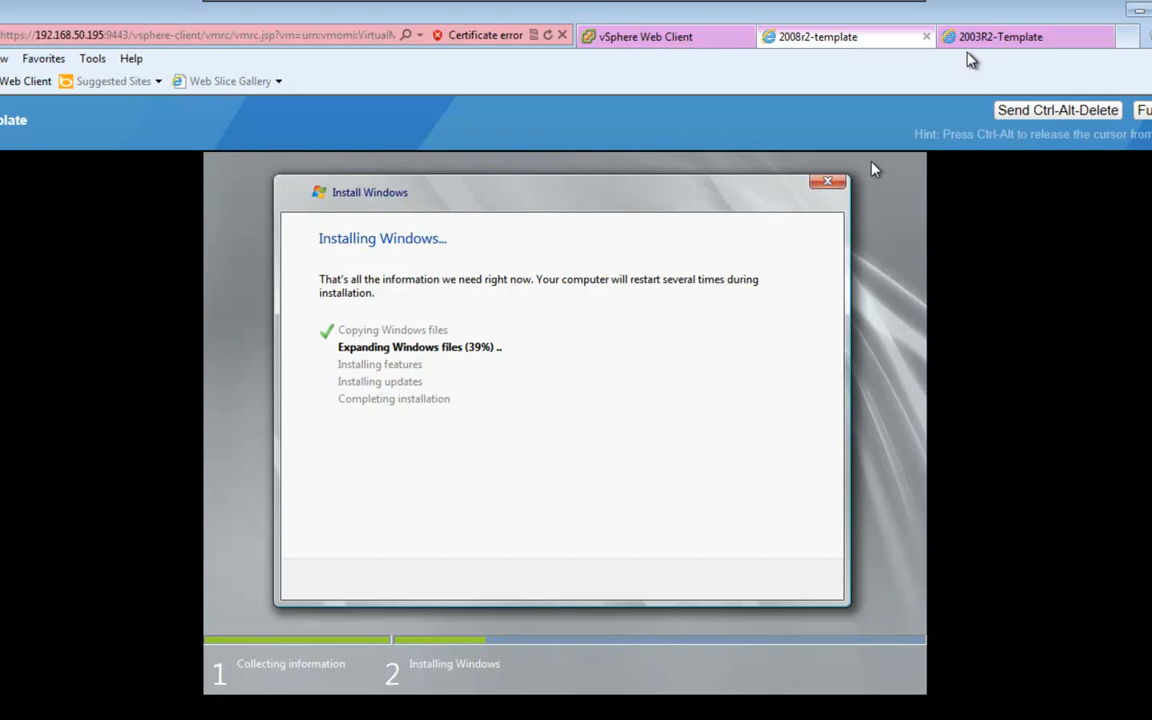 https://192.168.50.195:9443/vsphere-client/vmrc/vmrc.jsp?vm=urn:vmomi:Virtual
Certificate error
vSphere Web Client
2008r2-template
2003R2-Template
w Favorites Tools Help
Web Client Suggested Sites Web Slice Gallery
plate
Send Ctrl-Alt-Delete Fu
Hint: Press Ctrl-Alt to release the cursor from
Install Windows
Installing Windows...
That's all the information we need right now. Your computer will restart several times during
installation.
Copying Windows files
Expanding Windows files (39%) ..
Installing features
Installing updates
Completing installation
1 Collecting information
2 Installing Windows